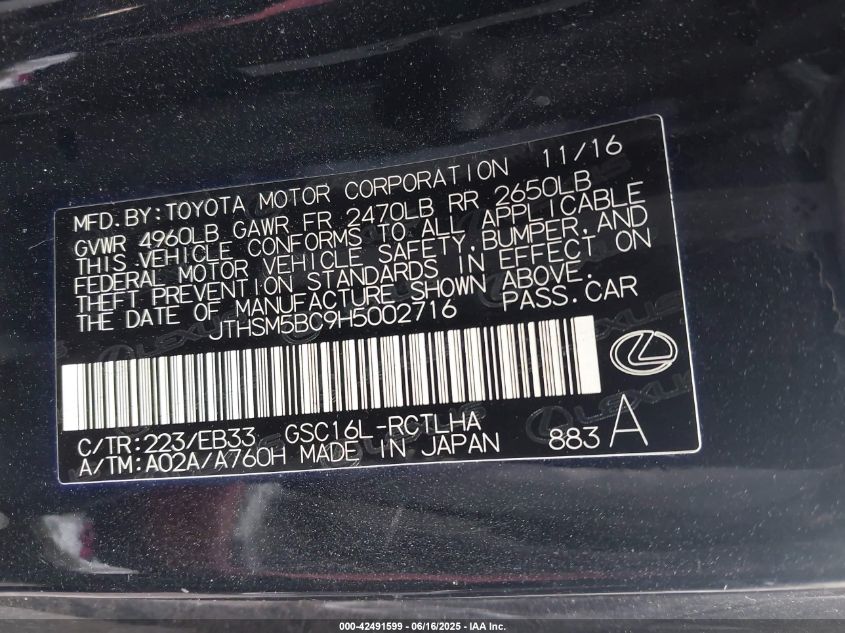 MFD. BY: TOYOTA MOTOR CORPORATION 11/16
GVWR 4960LB GAWR FR 2470LB RR 2650LB
THIS VEHICLE CONFORMS TO ALL APPLICABLE
FEDERAL MOTOR VEHICLE SAFETY, BUMPER, AND
THEFT PREVENTION STANDARDS IN EFFECT ON
THE DATE OF MANUFACTURE SHOWN ABOVE.
JTHSM5BC9H5002716 PASS. CAR
C/TR: 223/EB33 GSC16L-RCTLHA
A/TM: A02A/A760H MADE IN JAPAN 883 A
000-42491599 - 06/16/2025 - IAA Inc.